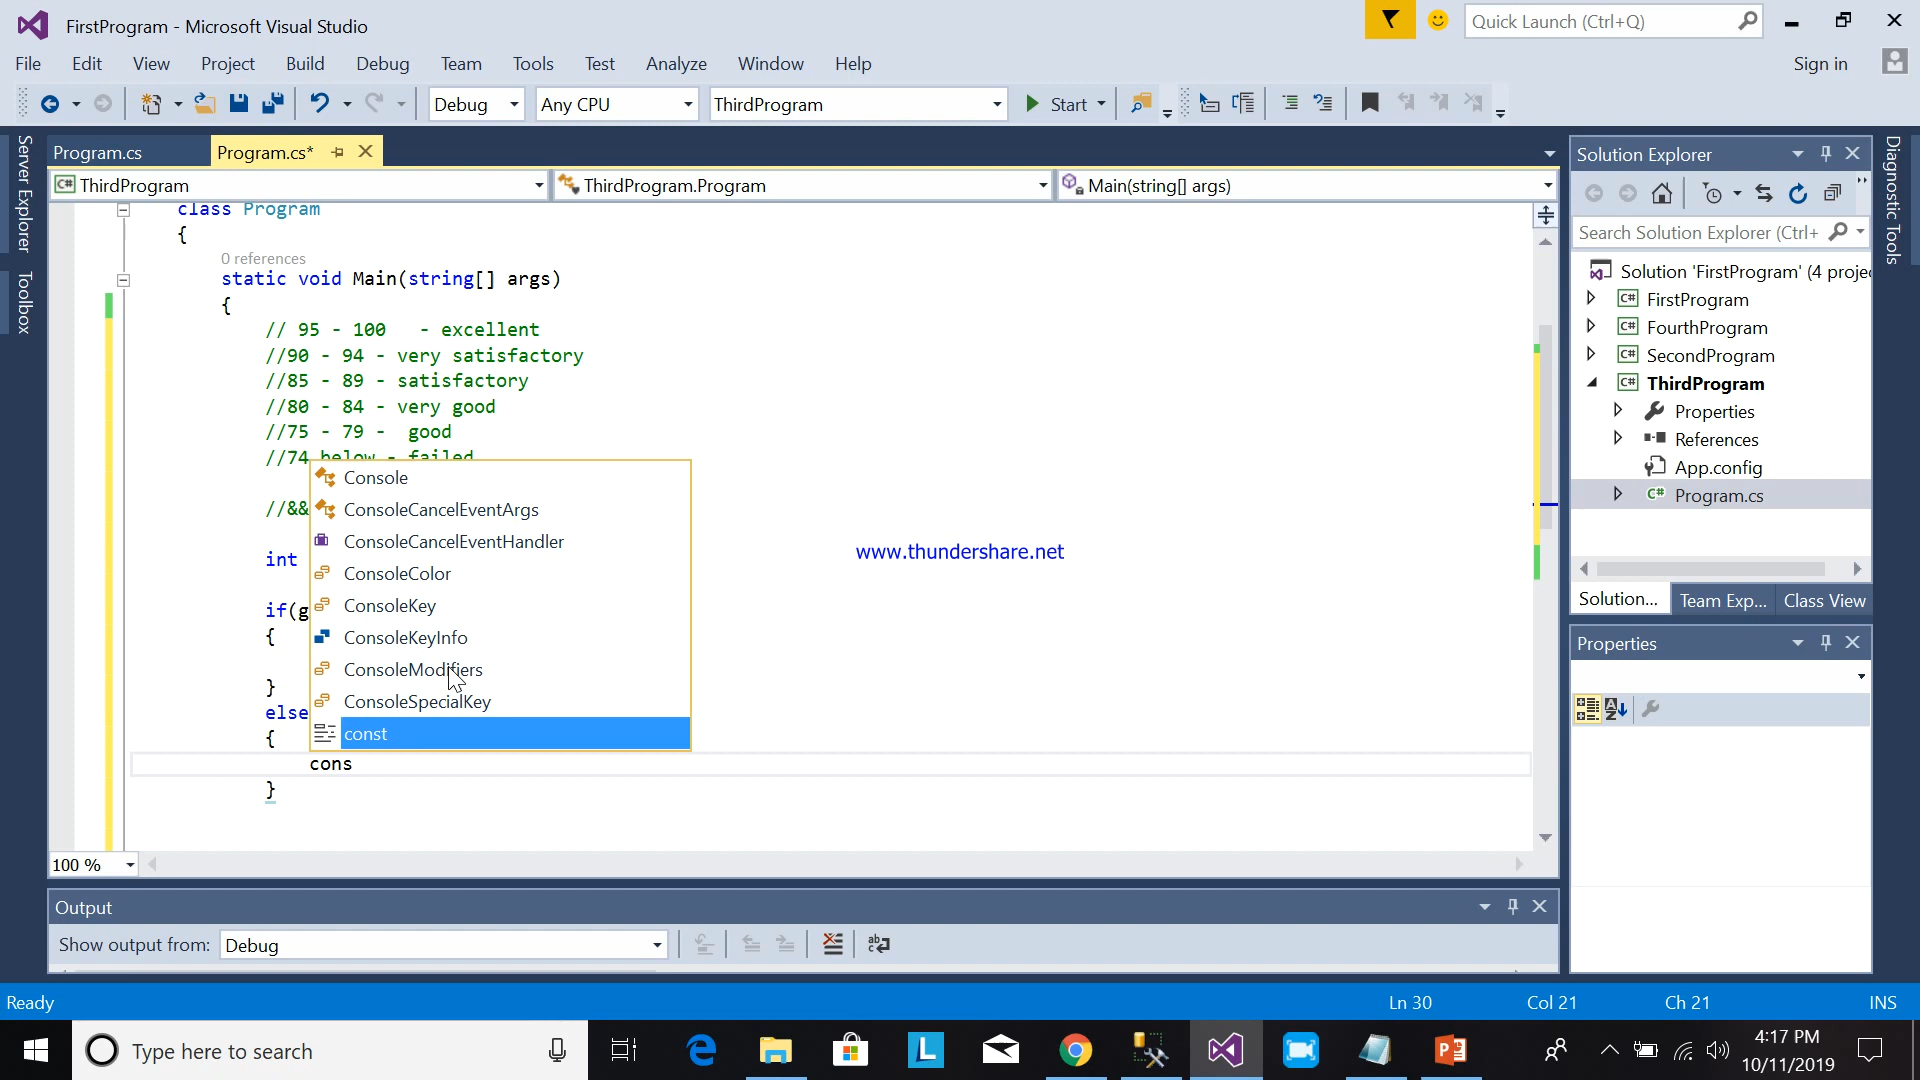 FirstProgram - Microsoft Visual Studio
Quick Launch (Ctrl+Q)
File Edit View Project Build Debug Team Tools Test Analyze Window Help
Sign in
Debug Any CPU ThirdProgram Start
Server Explorer
Toolbox
Program.cs Program.cs*
ThirdProgram ThirdProgram.Program Main(string[] args)
class Program
{
0 references
static void Main(string[] args)
{
// 95 - 100 - excellent
//90 - 94 - very satisfactory
//85 - 89 - satisfactory
//80 - 84 - very good
//75 - 79 - good
//74 below - failed
//&&
int
if(g
{
}
else
{
cons
}
Console
ConsoleCancelEventArgs
ConsoleCancelEventHandler
ConsoleColor
ConsoleKey
ConsoleKeyInfo
ConsoleModifiers
ConsoleSpecialKey
const
www.thundershare.net
100 %
Output
Show output from: Debug
Solution Explorer
Search Solution Explorer (Ctrl+
Solution 'FirstProgram' (4 proje
C# FirstProgram
C# FourthProgram
C# SecondProgram
C# ThirdProgram
Properties
References
App.config
C# Program.cs
Solution... Team Exp... Class View
Properties
Diagnostic Tools
Ready
Ln 30 Col 21 Ch 21 INS
Type here to search
4:17 PM
10/11/2019